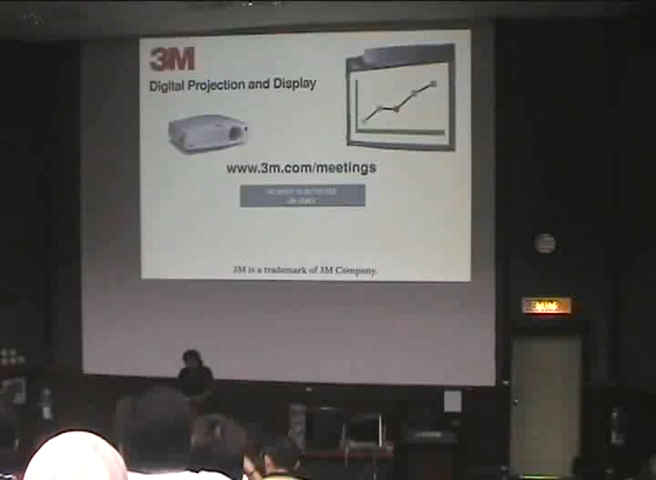 3M
Digital Projection and Display
www.3m.com/meetings
3M is a trademark of 3M Company.